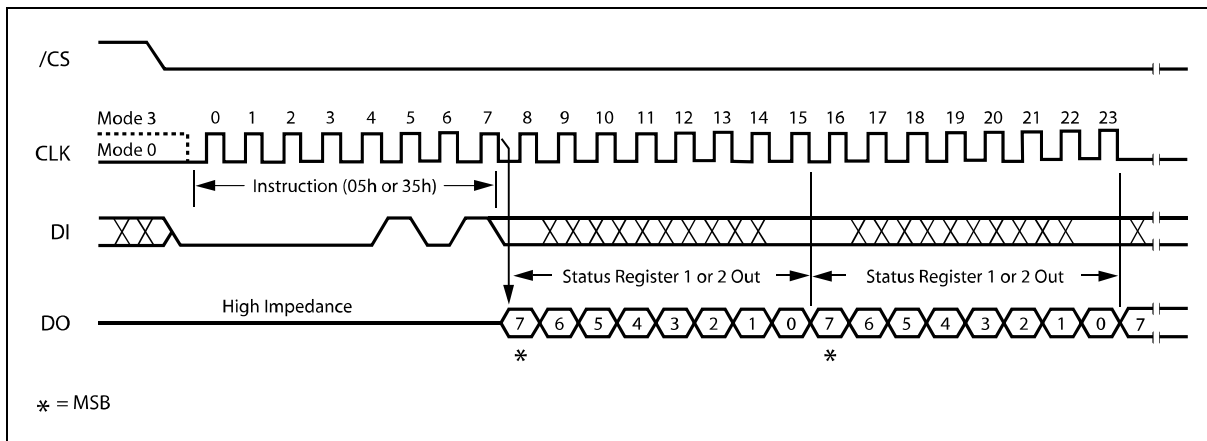 /CS
Mode 3
0 1 2 3 4 5 6 7 8 9 10 11 12 13 14 15 16 17 18 19 20 21 22 23
CLK
Mode 0
Instruction (05h or 35h)
DI
Status Register 1 or 2 Out Status Register 1 or 2 Out
High Impedance
DO
7 6 5 4 3 2 1 0 7 6 5 4 3 2 1 0 7
* *
* = MSB